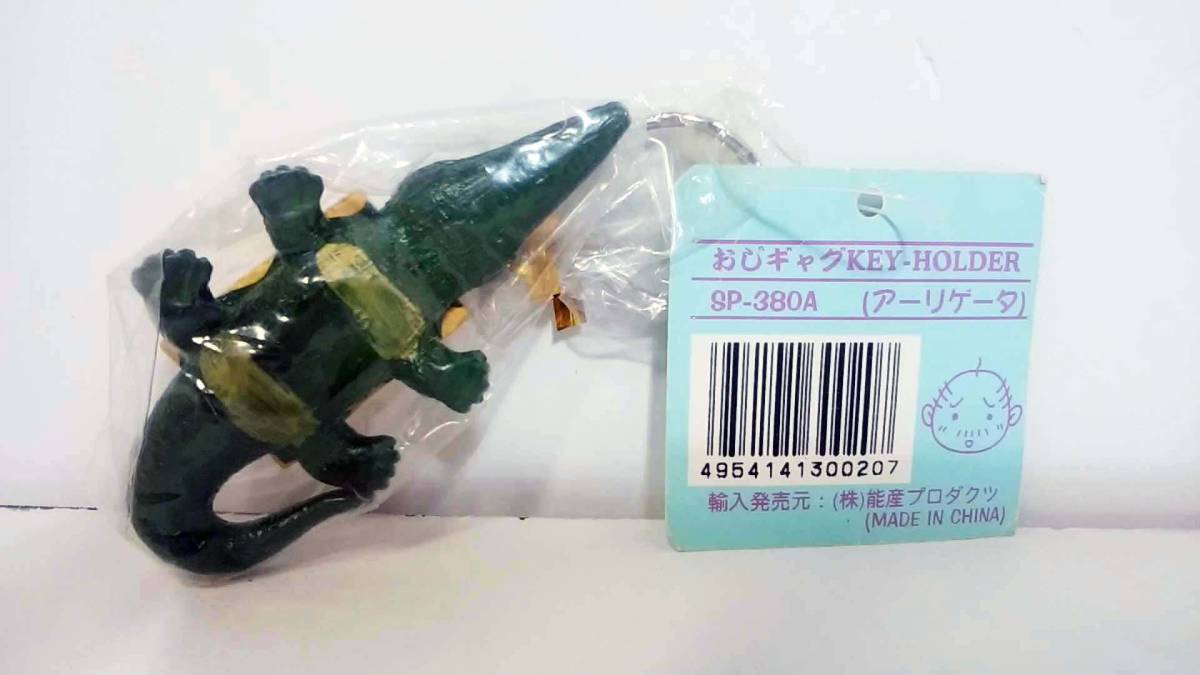 おじギャグKEY-HOLDER
SP-380A (アーリゲータ)
4954141300207
輸入発売元：(株)能産プロダクツ
(MADE IN CHINA)